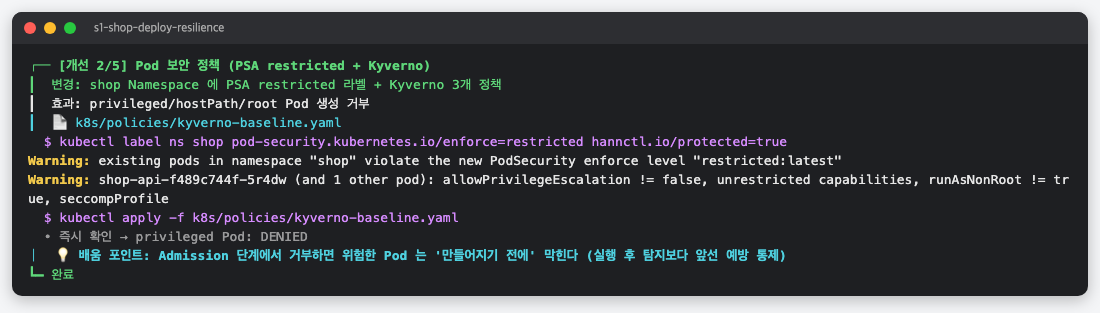 s1-shop-deploy-resilience
┌── [개선 2/5] Pod 보안 정책 (PSA restricted + Kyverno)
┃ 변경: shop Namespace 에 PSA restricted 라벨 + Kyverno 3개 정책
┃ 효과: privileged/hostPath/root Pod 생성 거부
┃ 📄 k8s/policies/kyverno-baseline.yaml
$ kubectl label ns shop pod-security.kubernetes.io/enforce=restricted hannctl.io/protected=true
Warning: existing pods in namespace "shop" violate the new PodSecurity enforce level "restricted:latest"
Warning: shop-api-f489c744f-5r4dw (and 1 other pod): allowPrivilegeEscalation != false, unrestricted capabilities, runAsNonRoot != tr
ue, seccompProfile
$ kubectl apply -f k8s/policies/kyverno-baseline.yaml
• 즉시 확인 → privileged Pod: DENIED
│ 💡 배움 포인트: Admission 단계에서 거부하면 위험한 Pod 는 '만들어지기 전에' 막힌다 (실행 후 탐지보다 앞선 예방 통제)
┗━ 완료